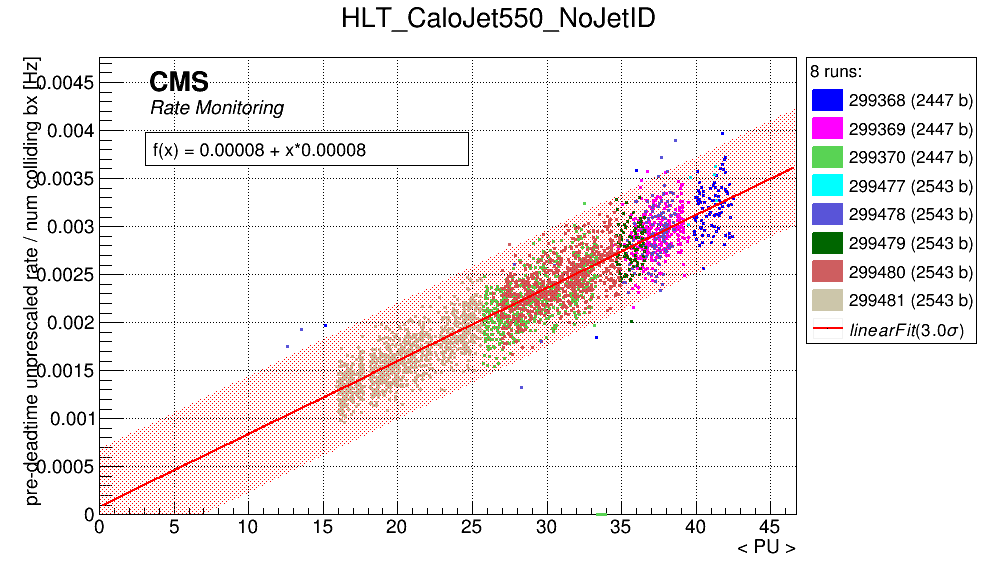 HLT_CaloJet550_NoJetID
pre-deadtime unprescaled rate / num colliding bx [Hz]
0.0045
0.004
0.0035
0.003
0.0025
0.002
0.0015
0.001
0.0005
0
CMS
Rate Monitoring
f(x) = 0.00008 + x*0.00008
0 5 10 15 20 25 30 35 40 45
< PU >
8 runs:
299368 (2447 b)
299369 (2447 b)
299370 (2447 b)
299477 (2543 b)
299478 (2543 b)
299479 (2543 b)
299480 (2543 b)
299481 (2543 b)
linearFit(3.0σ)